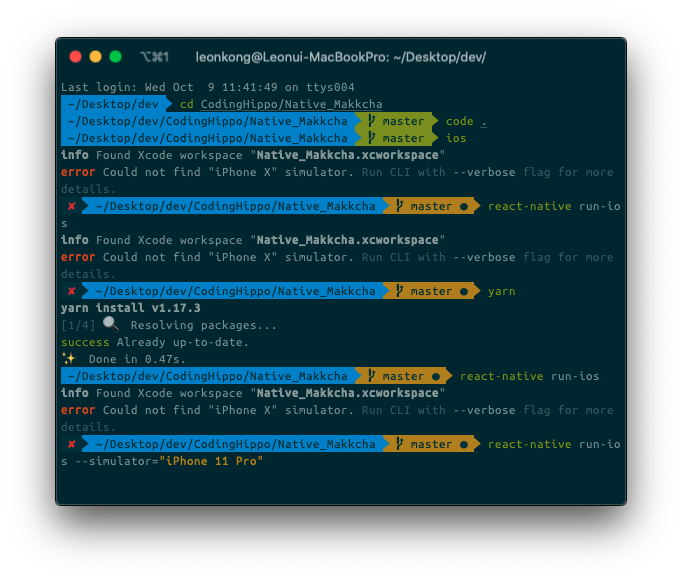 ⌥⌘1 leonkong@Leonui-MacBookPro: ~/Desktop/dev/
Last login: Wed Oct  9 11:41:49 on ttys004
~/Desktop/dev cd CodingHippo/Native_Makkcha
~/Desktop/dev/CodingHippo/Native_Makkcha master code .
~/Desktop/dev/CodingHippo/Native_Makkcha master ios
info Found Xcode workspace "Native_Makkcha.xcworkspace"
error Could not find "iPhone X" simulator. Run CLI with --verbose flag for more
details.
✘ ~/Desktop/dev/CodingHippo/Native_Makkcha master ● react-native run-io
s
info Found Xcode workspace "Native_Makkcha.xcworkspace"
error Could not find "iPhone X" simulator. Run CLI with --verbose flag for more
details.
✘ ~/Desktop/dev/CodingHippo/Native_Makkcha master ● yarn
yarn install v1.17.3
[1/4] 🔍 Resolving packages...
success Already up-to-date.
✨ Done in 0.47s.
~/Desktop/dev/CodingHippo/Native_Makkcha master ● react-native run-ios
info Found Xcode workspace "Native_Makkcha.xcworkspace"
error Could not find "iPhone X" simulator. Run CLI with --verbose flag for more
details.
✘ ~/Desktop/dev/CodingHippo/Native_Makkcha master ● react-native run-io
s --simulator="iPhone 11 Pro"